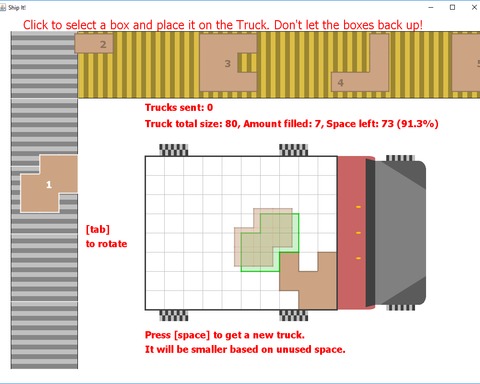 Ship It!
Click to select a box and place it on the Truck. Don't let the boxes back up!
2
3
4
5
Trucks sent: 0
Truck total size: 80, Amount filled: 7, Space left: 73 (91.3%)
1
[tab]
to rotate
Press [space] to get a new truck.
It will be smaller based on unused space.